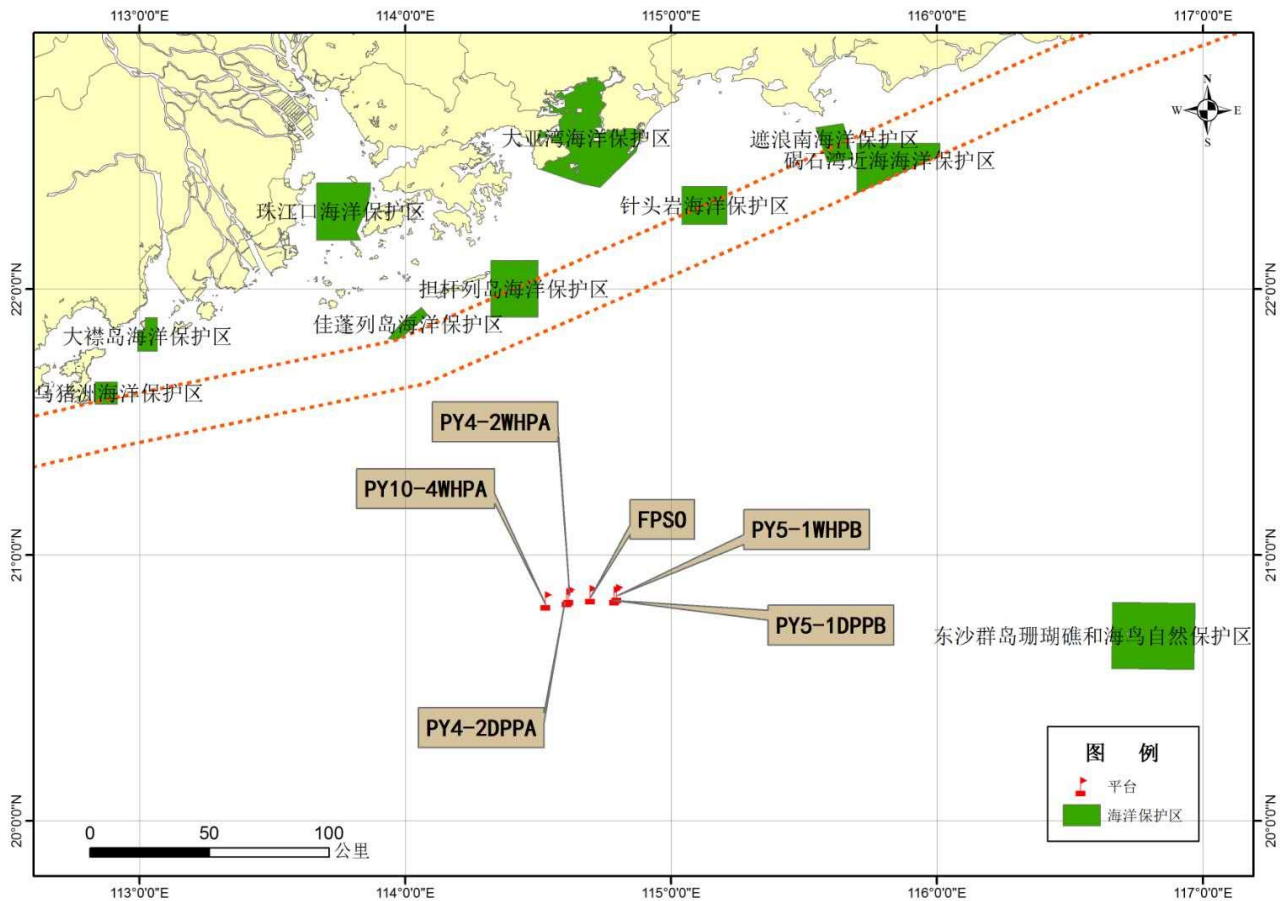 113°0'0"E
114°0'0"E
115°0'0"E
116°0'0"E
117°0'0"E
N
W
E
S
大亚湾海洋保护区
遮浪南海洋保护区
碣石湾近海海洋保护区
珠江口海洋保护区
针头岩海洋保护区
22°0'0"N
22°0'0"N
担杆列岛海洋保护区
佳蓬列岛海洋保护区
大襟岛海洋保护区
乌猪洲海洋保护区
PY4-2WHPA
PY10-4WHPA
FPSO
PY5-1WHPB
21°0'0"N
21°0'0"N
PY5-1DPPB
东沙群岛珊瑚礁和海鸟自然保护区
PY4-2DPPA
图 例
平台
海洋保护区
20°0'0"N
20°0'0"N
0 50 100
公里
113°0'0"E
114°0'0"E
115°0'0"E
116°0'0"E
117°0'0"E